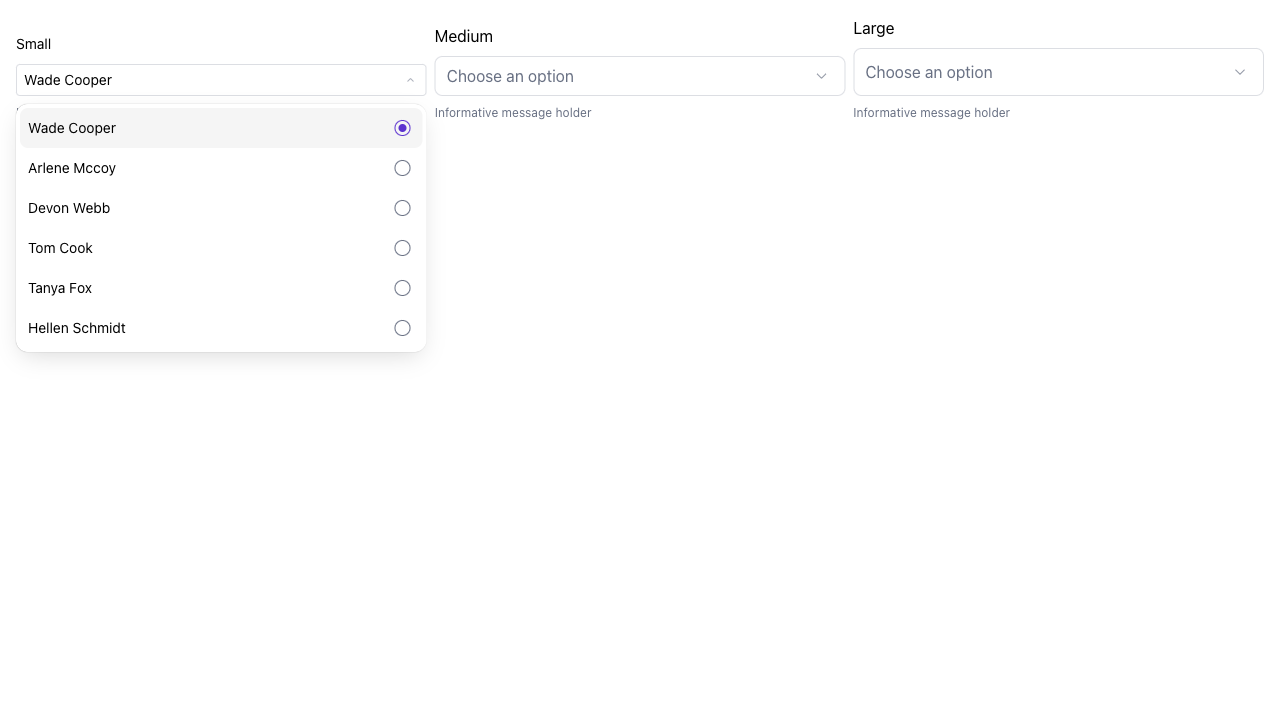 Small
Wade Cooper
Wade Cooper
Arlene Mccoy
Devon Webb
Tom Cook
Tanya Fox
Hellen Schmidt
Medium
Choose an option
Informative message holder
Large
Choose an option
Informative message holder